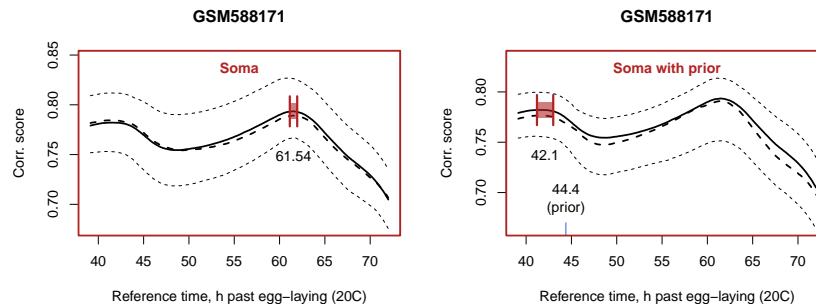 GSM588171
Soma
Corr. score
0.85
0.80
0.75
0.70
61.54
40 45 50 55 60 65 70
Reference time, h past egg−laying (20C)
GSM588171
Soma with prior
Corr. score
0.80
0.75
0.70
42.1
44.4
(prior)
40 45 50 55 60 65 70
Reference time, h past egg−laying (20C)